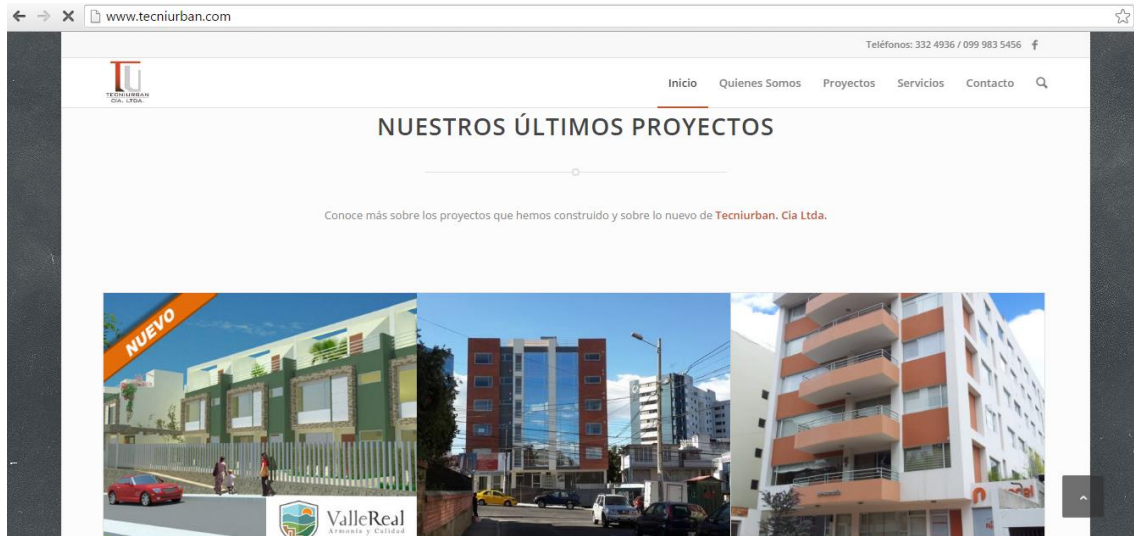 www.tecniurban.com
Teléfonos: 332 4936 / 099 983 5456 f
TU
TECNIURBAN
CIA. LTDA.
Inicio Quienes Somos Proyectos Servicios Contacto
NUESTROS ÚLTIMOS PROYECTOS
Conoce más sobre los proyectos que hemos construido y sobre lo nuevo de Tecniurban. Cia Ltda.
NUEVO
ValleReal
Armonía y Calidad